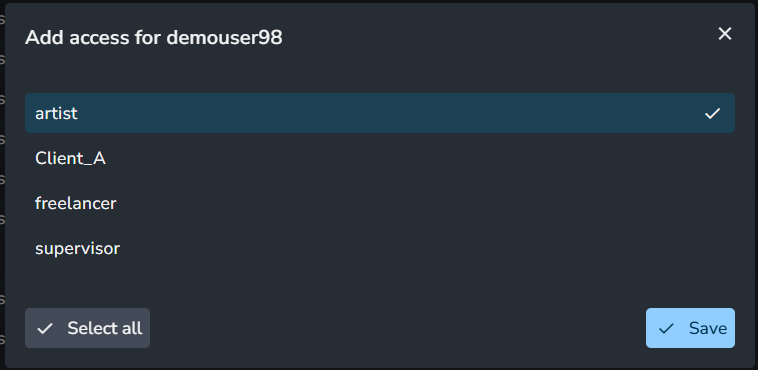 Add access for demouser98
artist
Client_A
freelancer
supervisor
Select all
Save